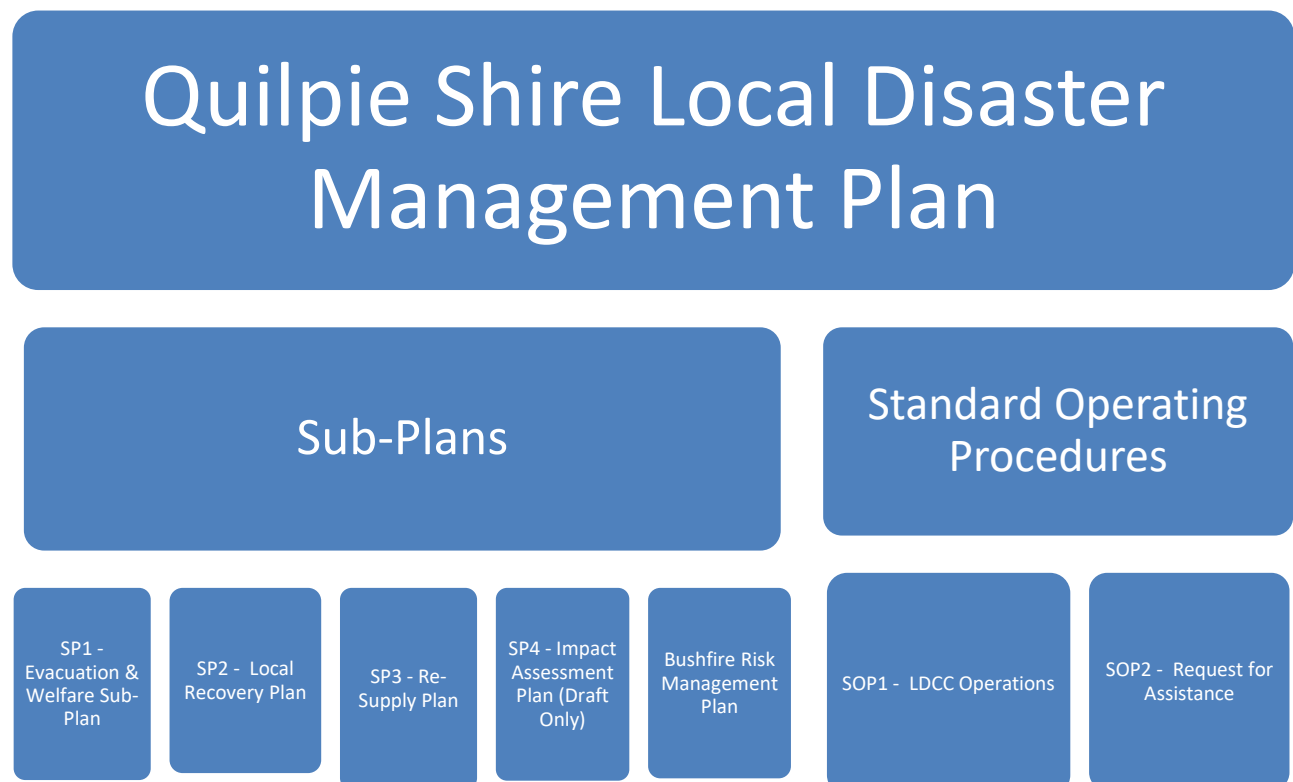 Quilpie Shire Local Disaster
Management Plan
Sub-Plans
Standard Operating
Procedures
SP1 -
Evacuation &
Welfare Sub-
Plan
SP2 - Local
Recovery Plan
SP3 - Re-
Supply Plan
SP4 - Impact
Assessment
Plan (Draft
Only)
Bushfire Risk
Management
Plan
SOP1 - LDCC Operations
SOP2 - Request for
Assistance